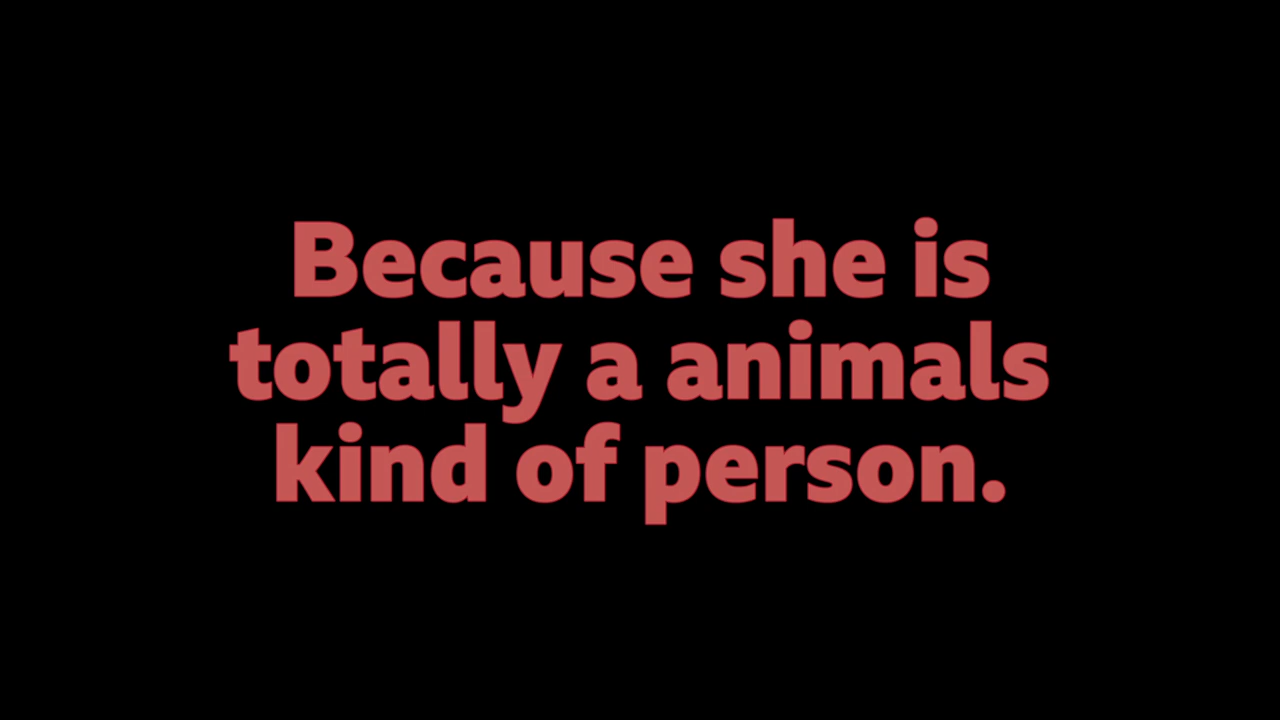 Because she is
totally a animals
kind of person.